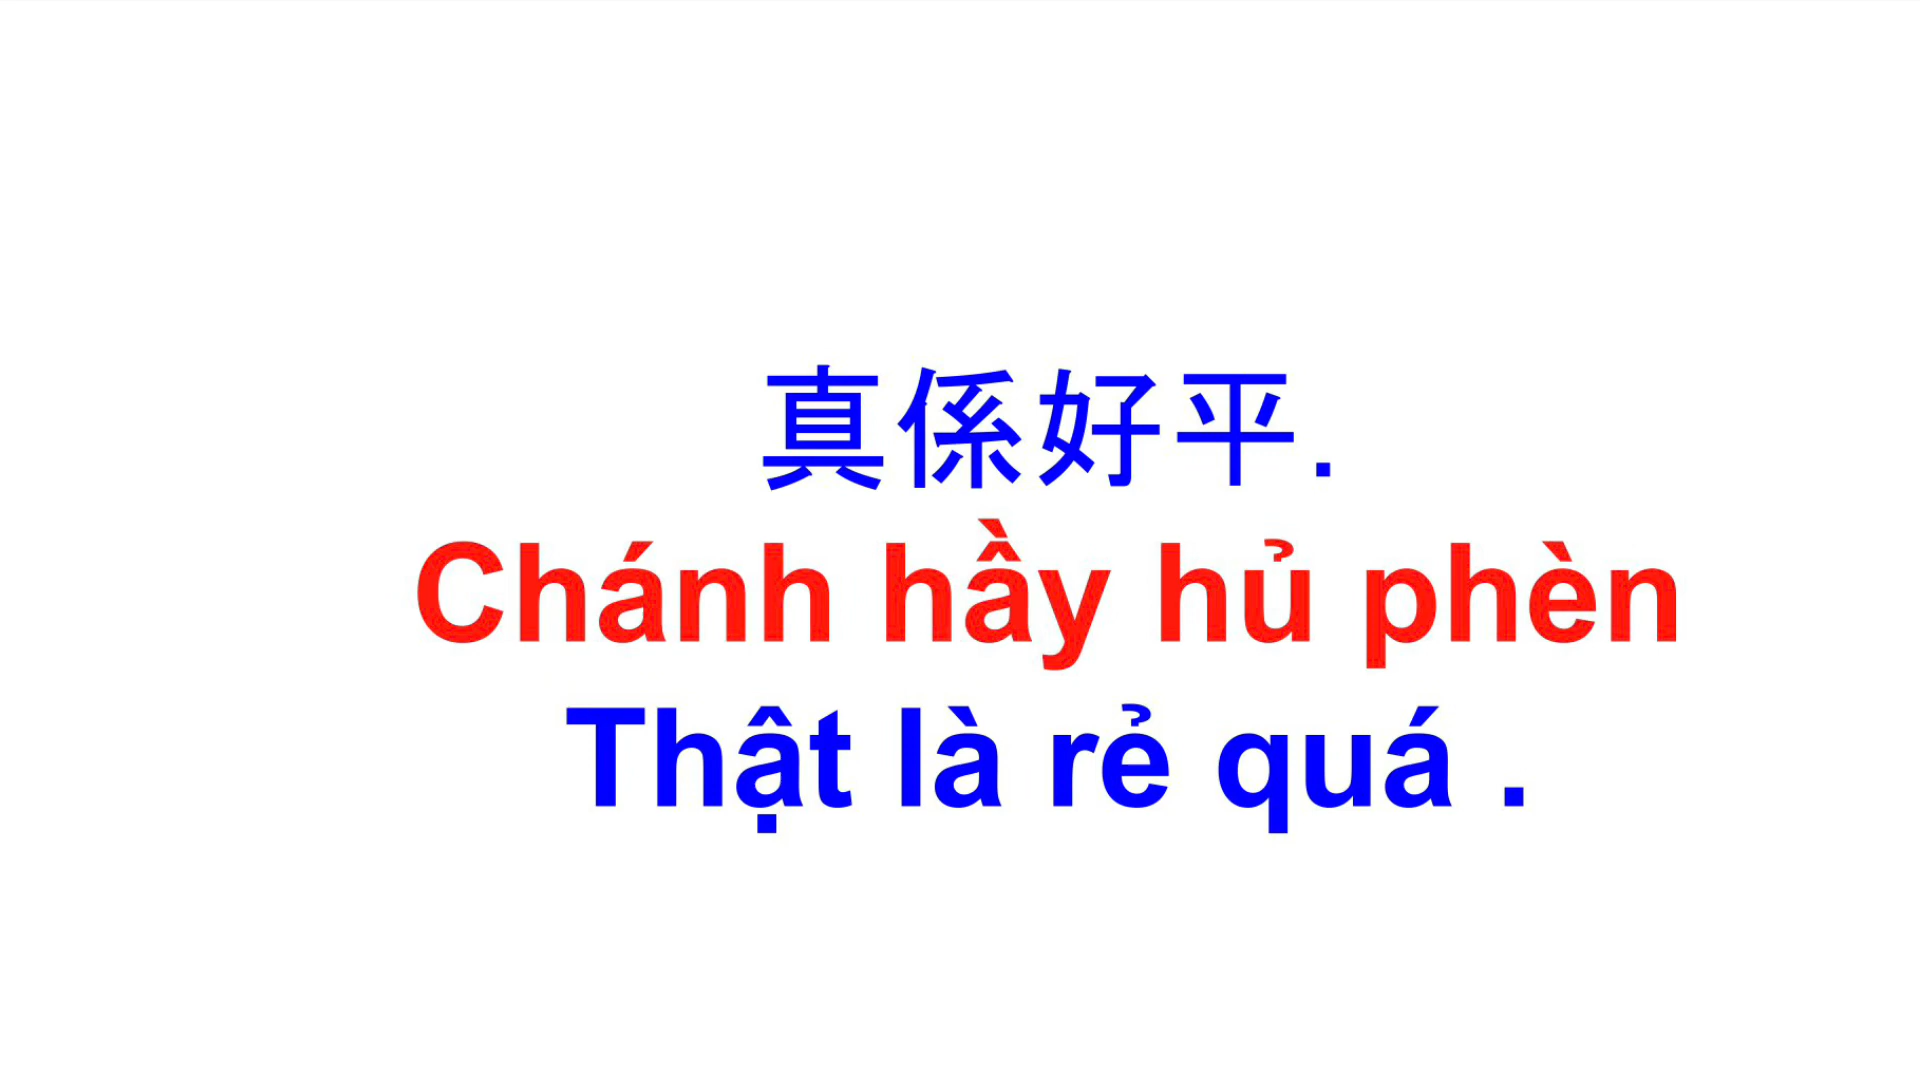 真係好平.
Chánh hầy hủ phèn
Thật là rẻ quá .